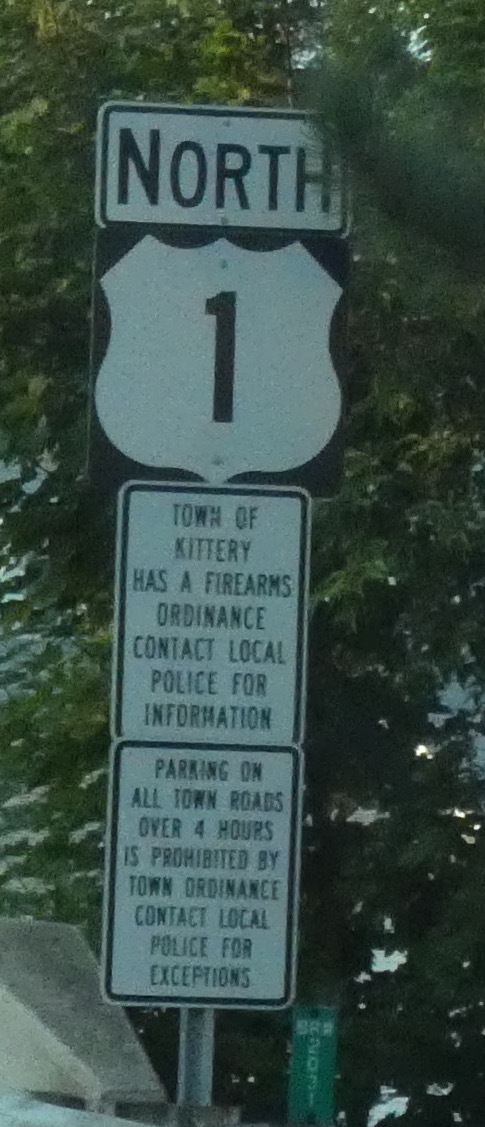 NORTH
1
TOWN OF
KITTERY
HAS A FIREARMS
ORDINANCE
CONTACT LOCAL
POLICE FOR
INFORMATION
PARKING ON
ALL TOWN ROADS
OVER 4 HOURS
IS PROHIBITED BY
TOWN ORDINANCE
CONTACT LOCAL
POLICE FOR
EXCEPTIONS